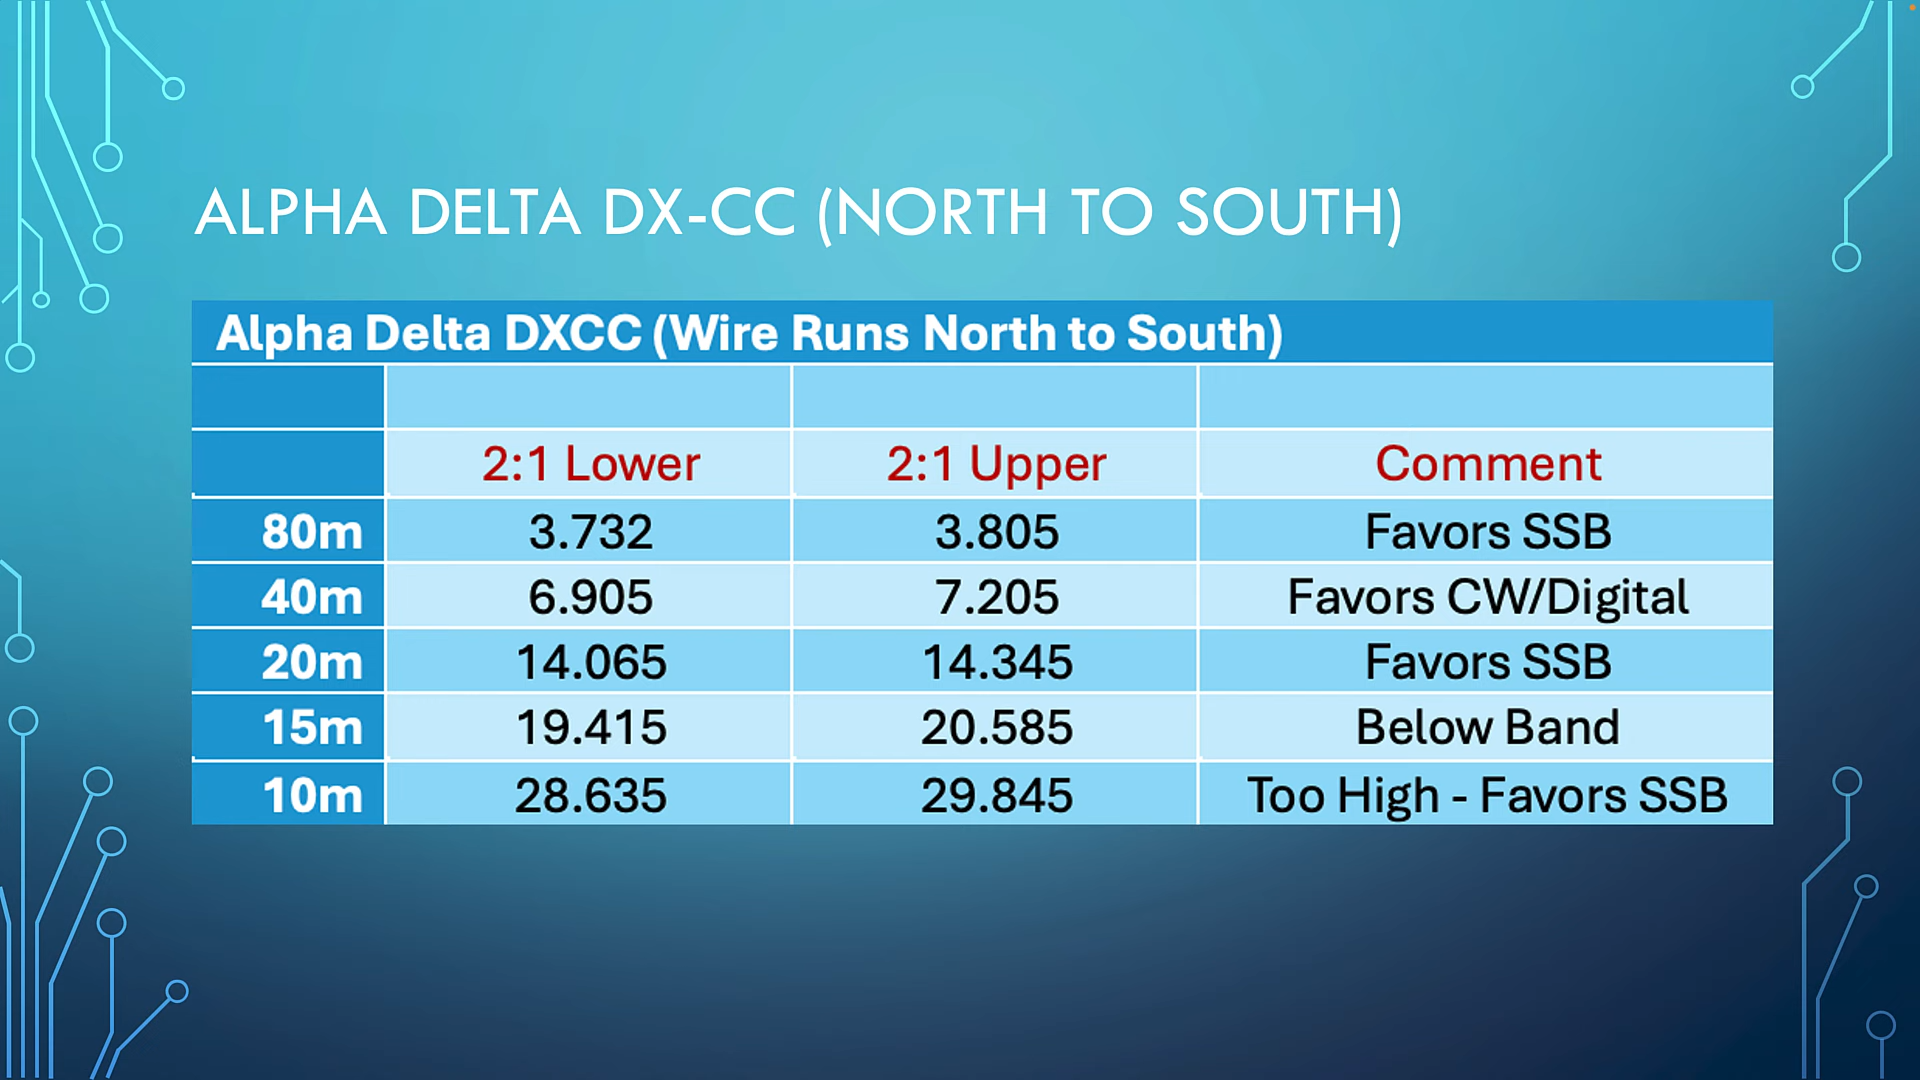 ALPHA DELTA DX-CC (NORTH TO SOUTH)
Alpha Delta DXCC (Wire Runs North to South)
2:1 Lower 2:1 Upper Comment
80m 3.732 3.805 Favors SSB
40m 6.905 7.205 Favors CW/Digital
20m 14.065 14.345 Favors SSB
15m 19.415 20.585 Below Band
10m 28.635 29.845 Too High - Favors SSB